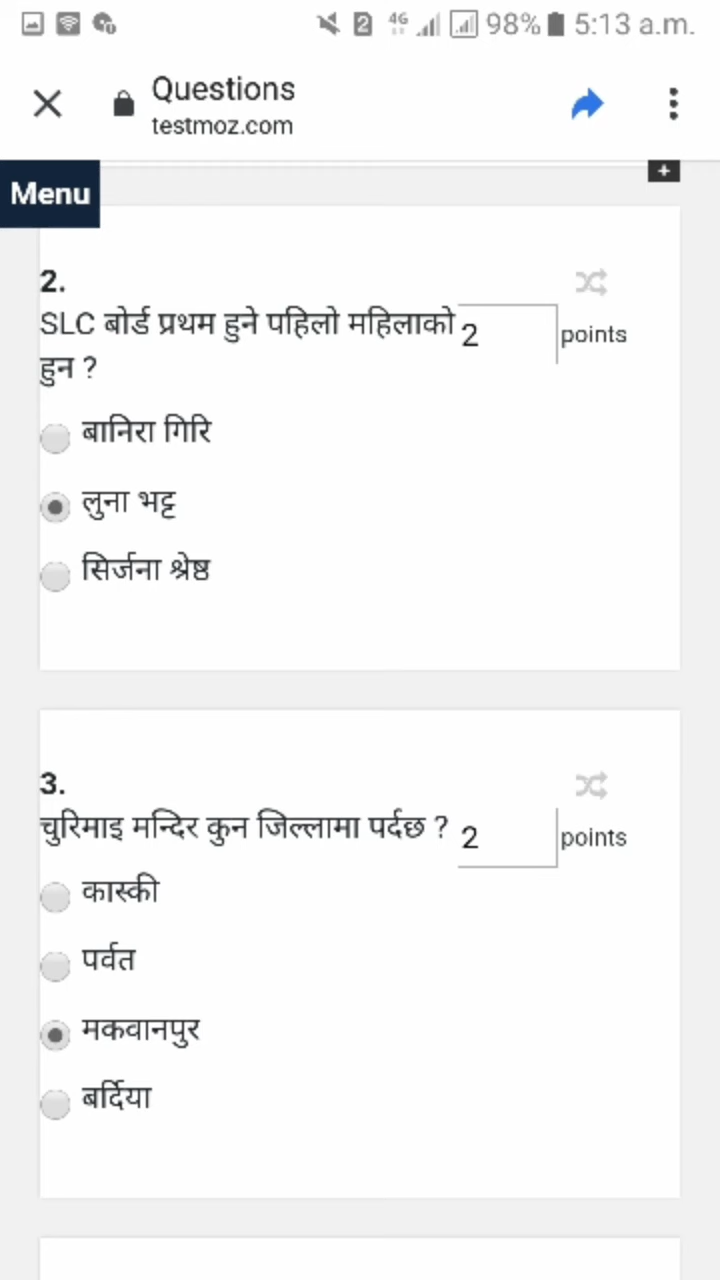 4G 98% 5:13 a.m.
Questions
testmoz.com
Menu
2.
SLC बोर्ड प्रथम हुने पहिलो महिलाको 2 points
हुन ?
बानिरा गिरि
लुना भट्ट
सिर्जना श्रेष्ठ
3.
चुरिमाइ मन्दिर कुन जिल्लामा पर्दछ ? 2 points
कास्की
पर्वत
मकवानपुर
बर्दिया